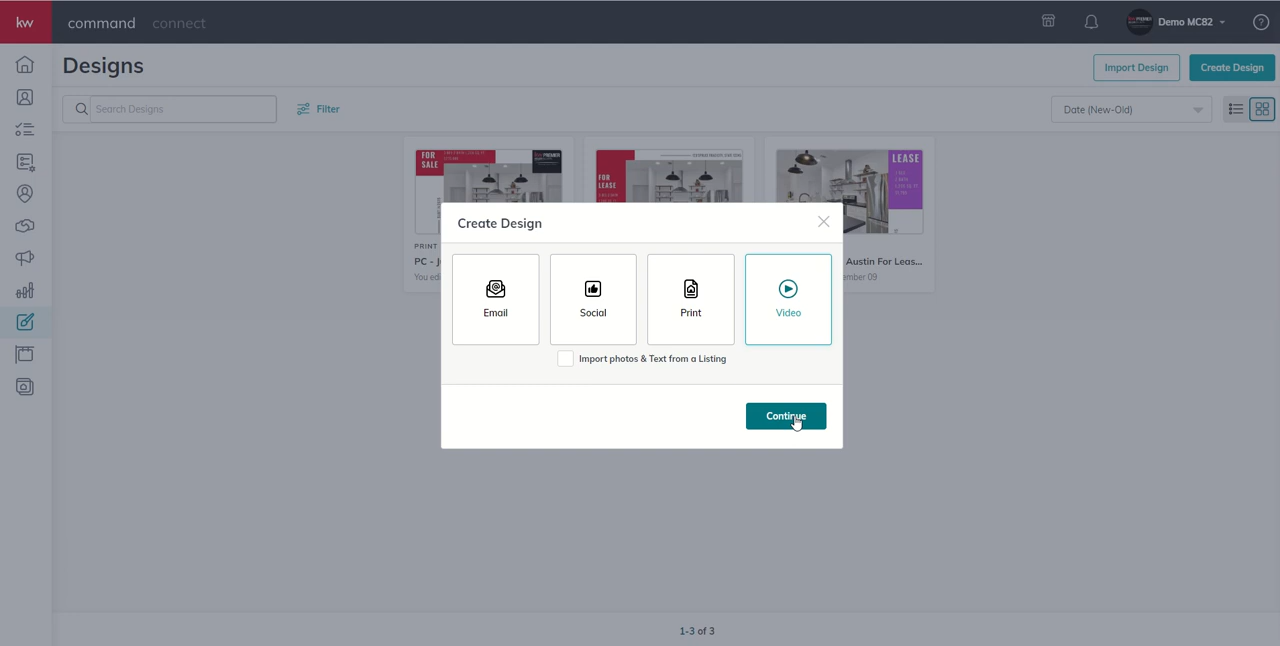 kw command connect Demo MC82
Designs Import Design Create Design
Search Designs Filter Date (New-Old)
FOR SALE
FOR LEASE
LEASE
Create Design
PRINT
PC - J
You ed
Austin For Leas...
ember 09
Email Social Print Video
Import photos & Text from a Listing
Continue
1-3 of 3